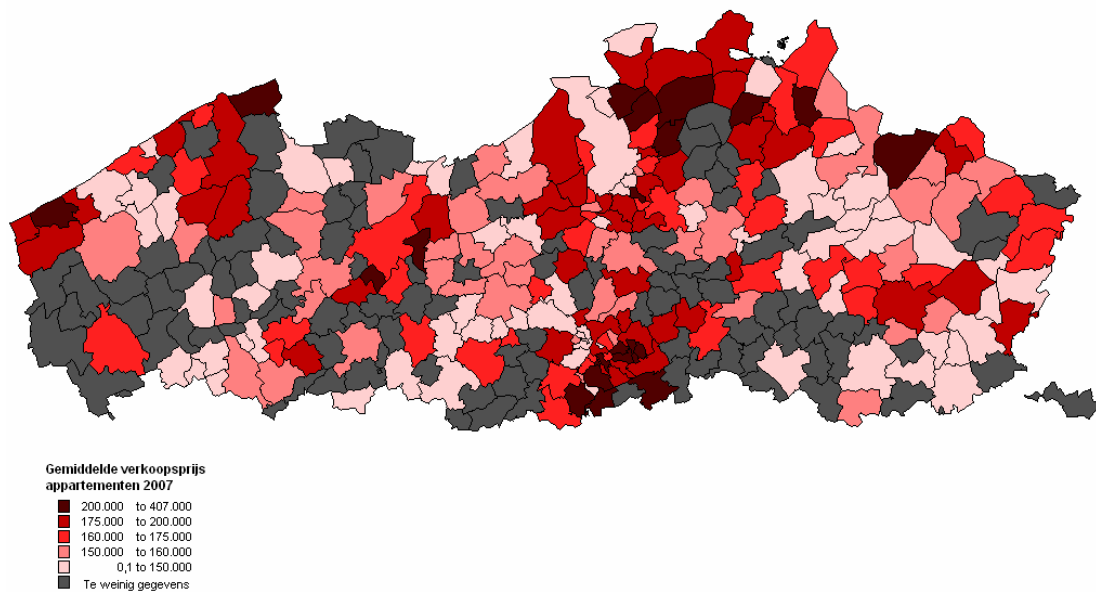 Gemiddelde verkoopsprijs
appartementen 2007
200.000 to 407.000
175.000 to 200.000
160.000 to 175.000
150.000 to 160.000
0,1 to 150.000
Te weinig gegevens